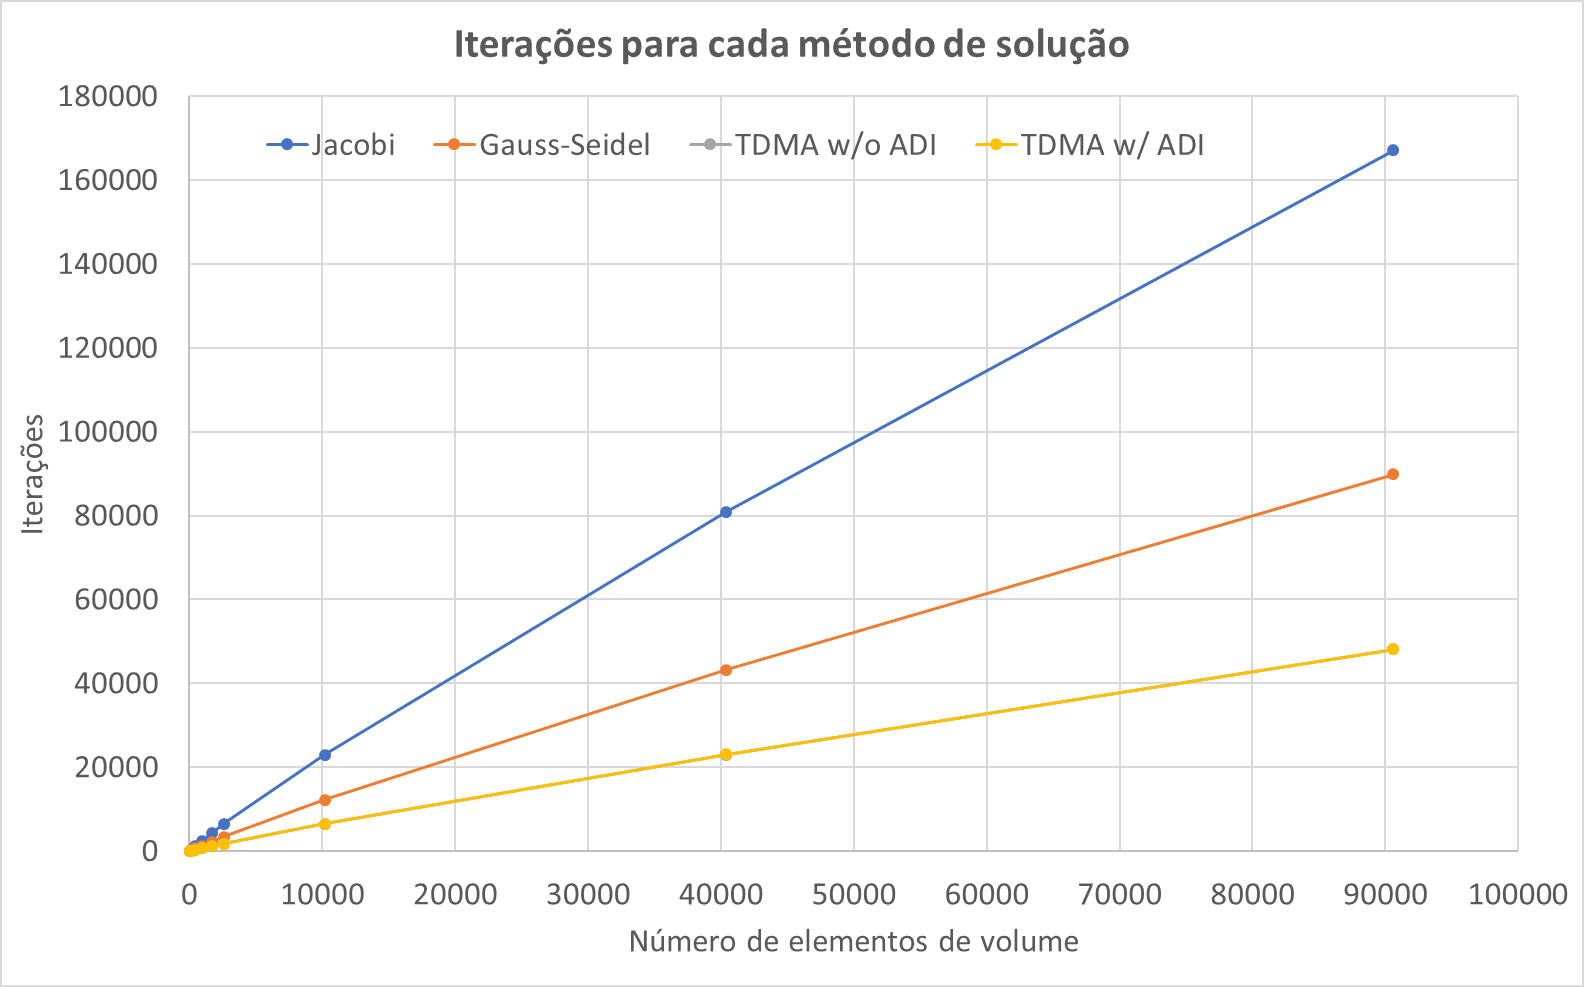 Iterações para cada método de solução
180000
Jacobi Gauss-Seidel TDMA w/o ADI TDMA w/ ADI
160000
140000
120000
100000
80000
60000
40000
20000
0
Iterações
0 10000 20000 30000 40000 50000 60000 70000 80000 90000 100000
Número de elementos de volume